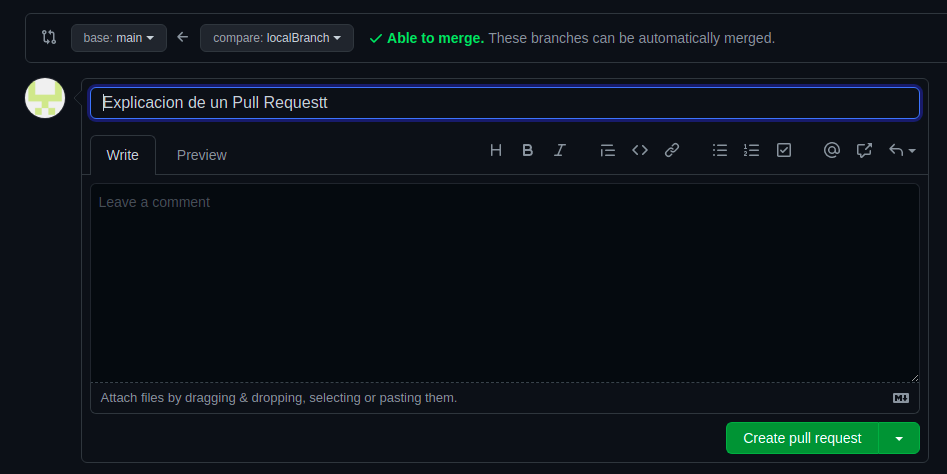 base: main compare: localBranch Able to merge. These branches can be automatically merged.
Explicacion de un Pull Requestt
Write Preview
Leave a comment
Attach files by dragging & dropping, selecting or pasting them.
Create pull request